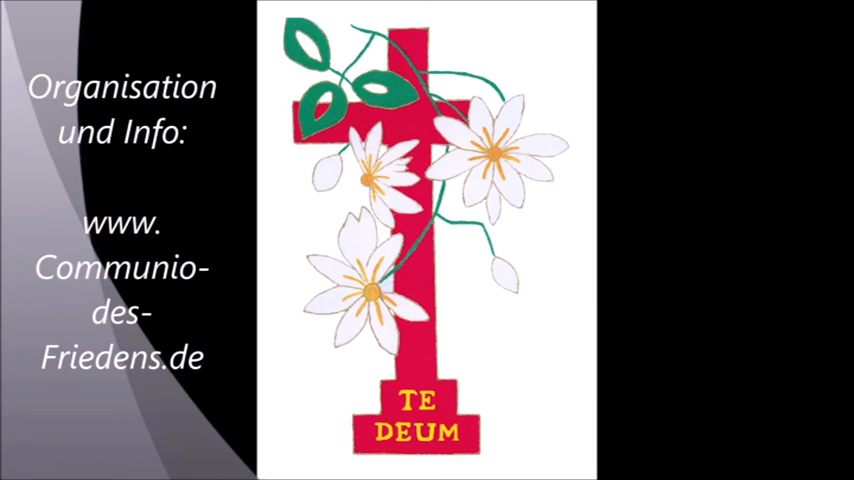 Organisation
und Info:
www.
Communio-
des-
Friedens.de
TE
DEUM